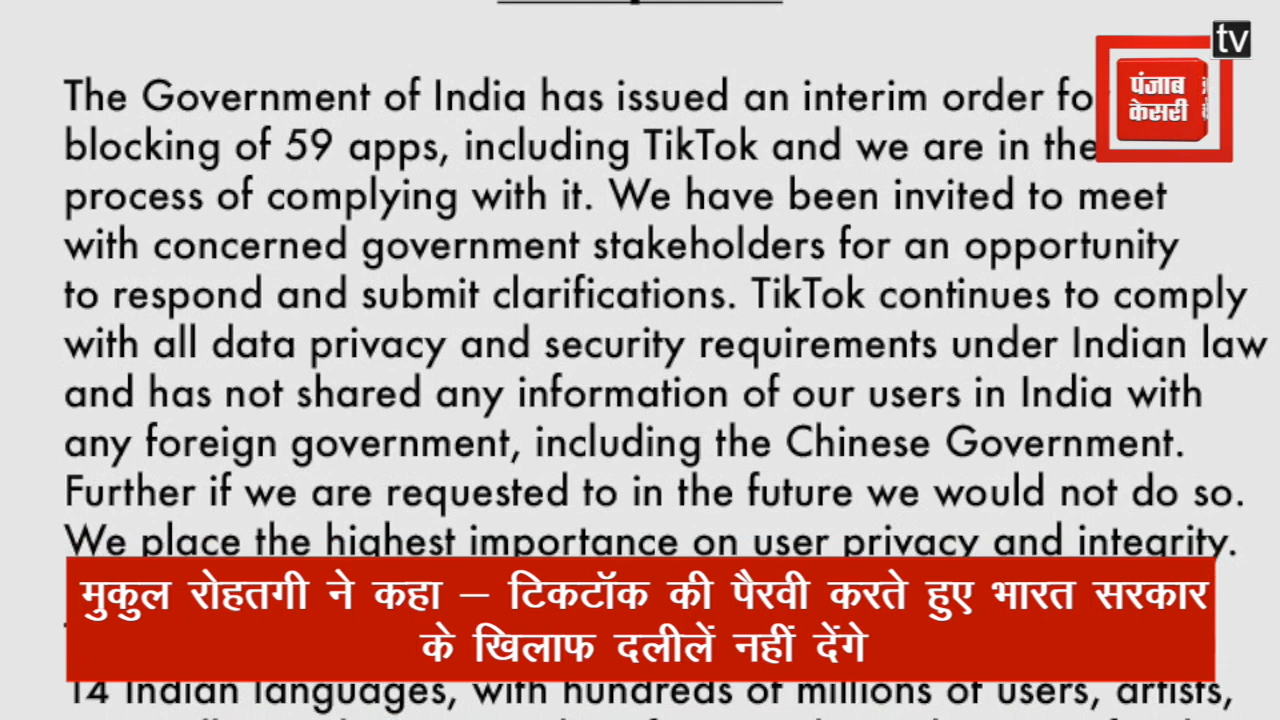 tv
पंजाब
केसरी
The Government of India has issued an interim order fo
blocking of 59 apps, including TikTok and we are in the
process of complying with it. We have been invited to meet
with concerned government stakeholders for an opportunity
to respond and submit clarifications. TikTok continues to comply
with all data privacy and security requirements under Indian law
and has not shared any information of our users in India with
any foreign government, including the Chinese Government.
Further if we are requested to in the future we would not do so.
We place the highest importance on user privacy and integrity.
मुकुल रोहतगी ने कहा – टिकटॉक की पैरवी करते हुए भारत सरकार
के खिलाफ दलीलें नहीं देंगे
14 Indian languages, with hundreds of millions of users, artists,